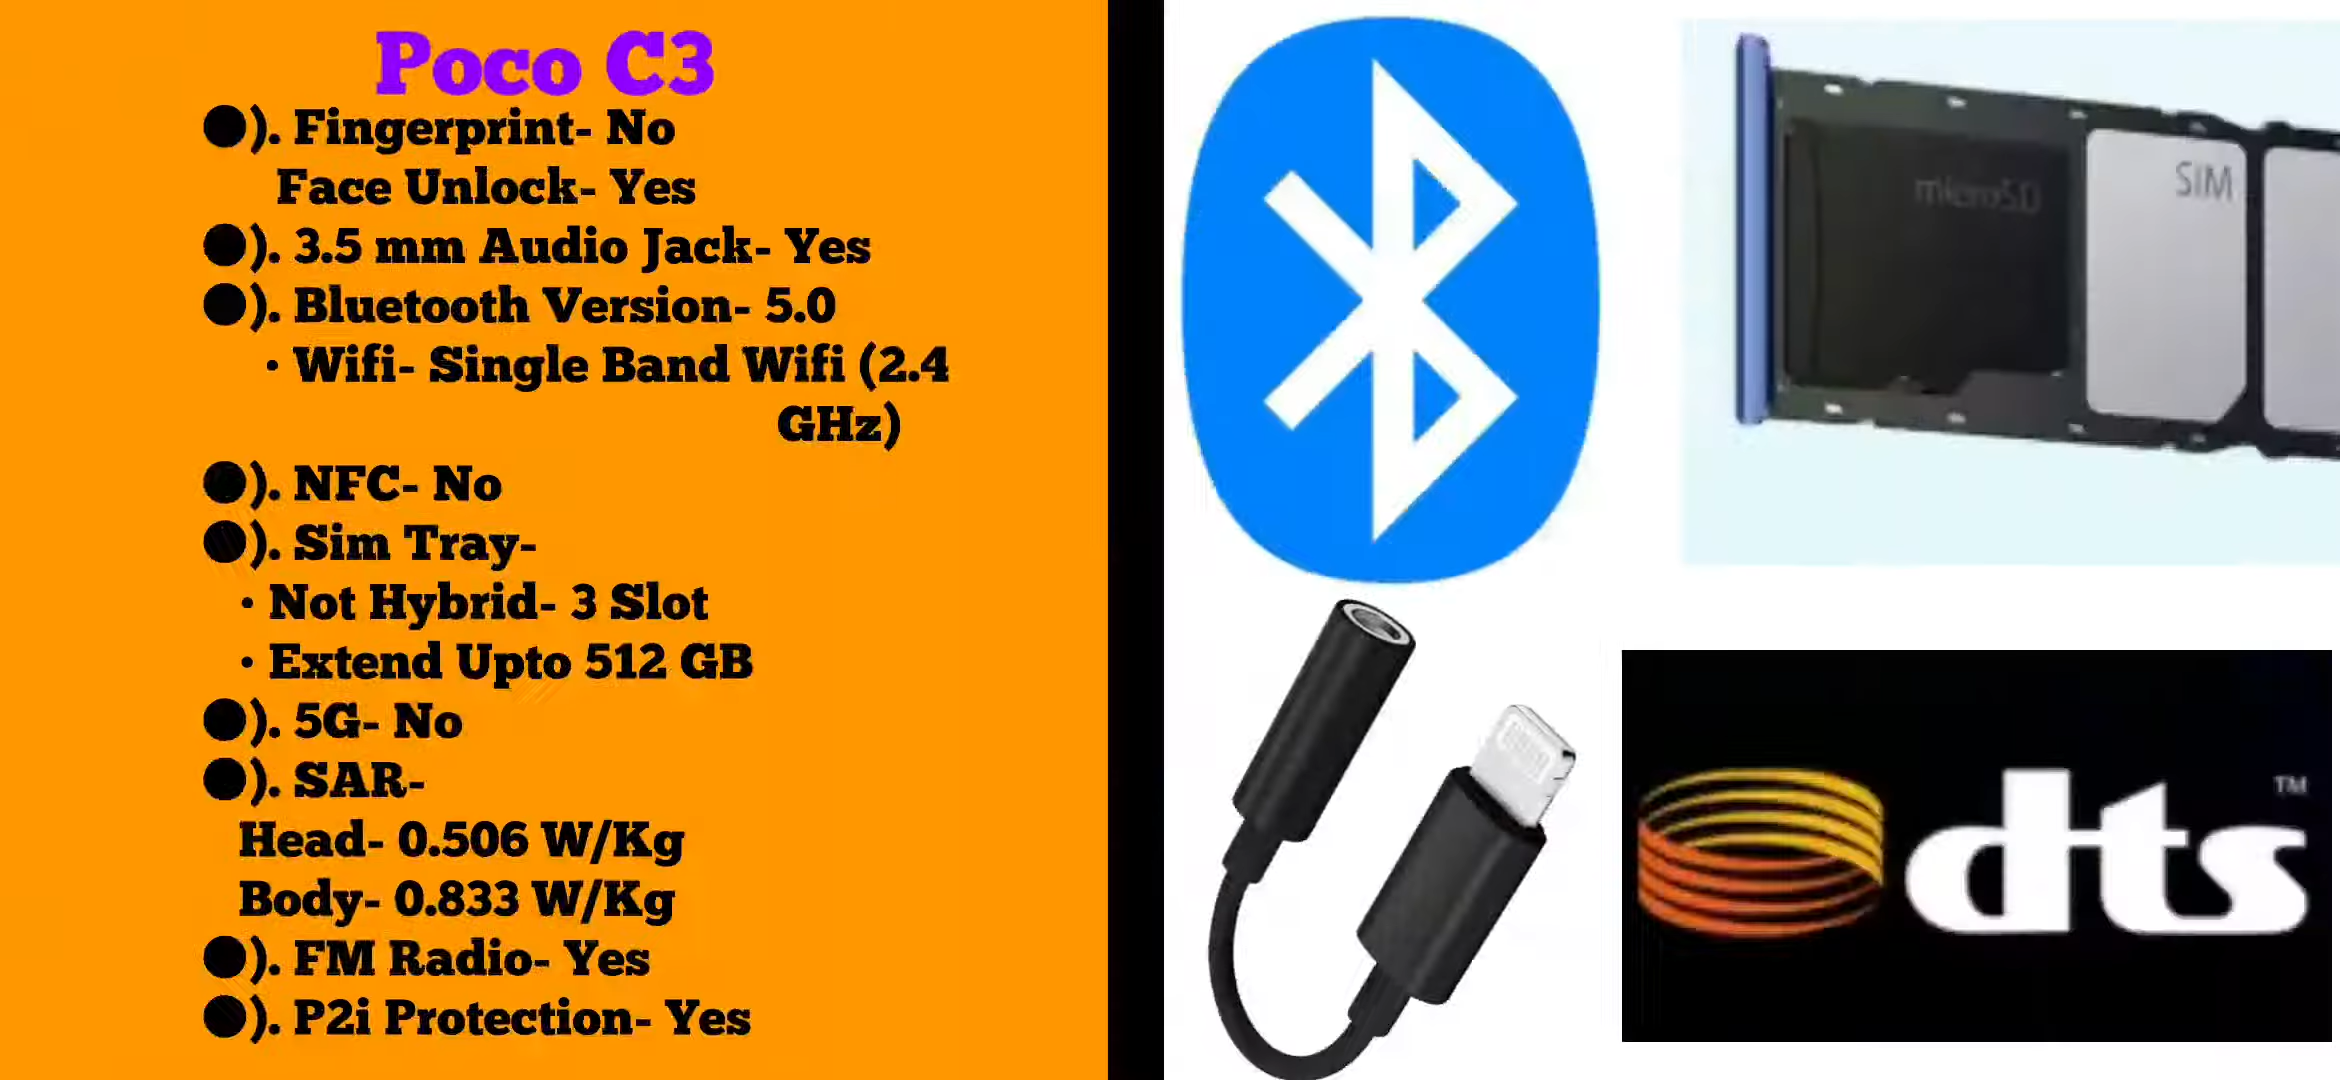 Poco C3
●). Fingerprint- No
Face Unlock- Yes
●). 3.5 mm Audio Jack- Yes
●). Bluetooth Version- 5.0
· Wifi- Single Band Wifi (2.4
GHz)
●). NFC- No
●). Sim Tray-
· Not Hybrid- 3 Slot
· Extend Upto 512 GB
●). 5G- No
●). SAR-
Head- 0.506 W/Kg
Body- 0.833 W/Kg
●). FM Radio- Yes
●). P2i Protection- Yes
microSD
SIM
dts™